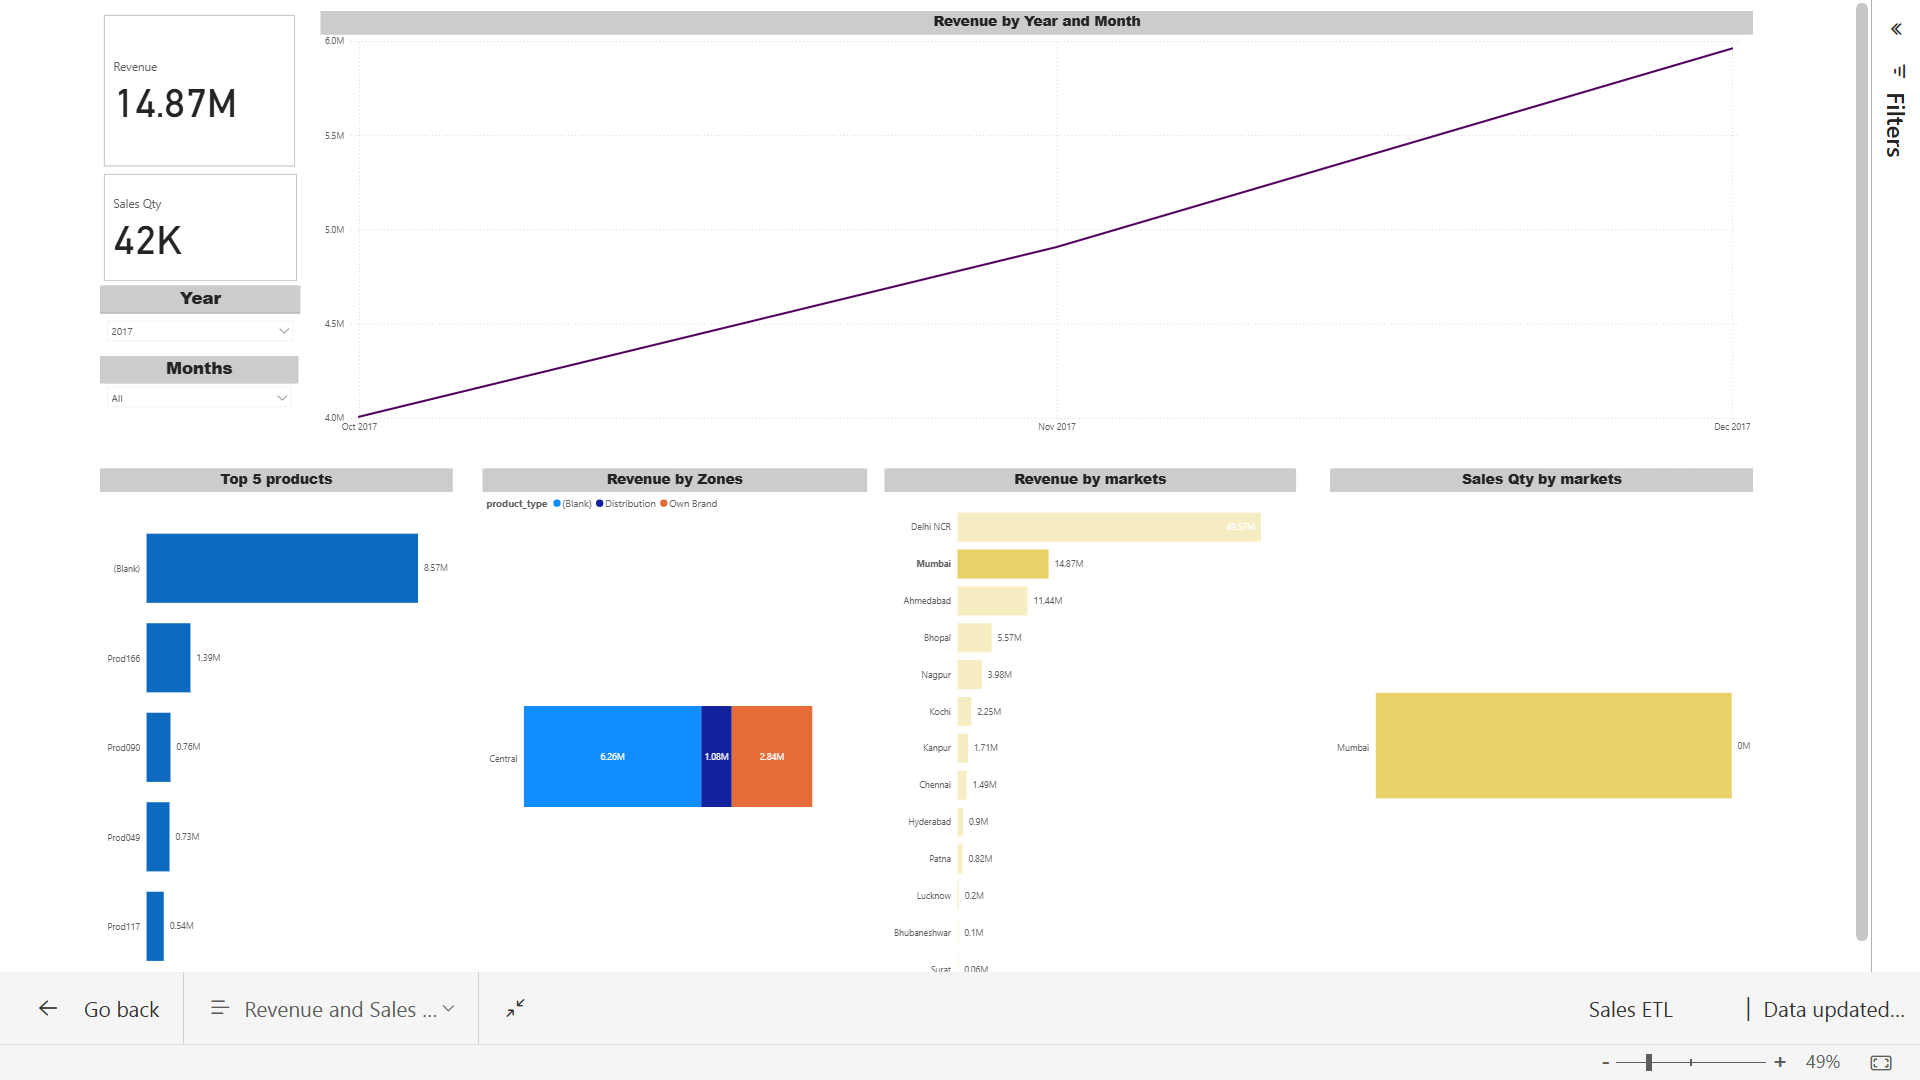 Revenue
14.87M
Sales Qty
42K
Year
2017
Months
All
Revenue by Year and Month
6.0M
5.5M
5.0M
4.5M
4.0M
Oct 2017
Nov 2017
Dec 2017
Filters
Top 5 products
(Blank)
8.57M
Prod166
1.39M
Prod090
0.76M
Prod049
0.73M
Prod117
0.54M
Revenue by Zones
product_type (Blank) Distribution Own Brand
Central
6.26M
1.08M
2.84M
Revenue by markets
Delhi NCR
49.57M
Mumbai
14.87M
Ahmedabad
11.44M
Bhopal
5.57M
Nagpur
3.98M
Kochi
2.25M
Kanpur
1.71M
Chennai
1.49M
Hyderabad
0.9M
Patna
0.82M
Lucknow
0.2M
Bhubaneshwar
0.1M
Surat
0.06M
Sales Qty by markets
Mumbai
0M
Go back
Revenue and Sales ...
Sales ETL
Data updated...
- + 49%